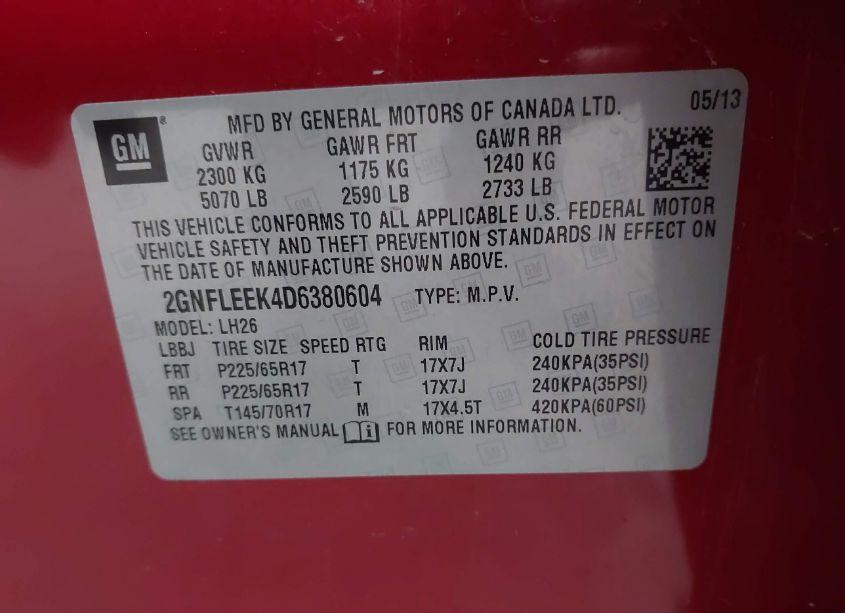 GM
MFD BY GENERAL MOTORS OF CANADA LTD. 05/13
GVWR GAWR FRT GAWR RR
2300 KG 1175 KG 1240 KG
5070 LB 2590 LB 2733 LB
THIS VEHICLE CONFORMS TO ALL APPLICABLE U.S. FEDERAL MOTOR
VEHICLE SAFETY AND THEFT PREVENTION STANDARDS IN EFFECT ON
THE DATE OF MANUFACTURE SHOWN ABOVE.
2GNFLEEK4D6380604 TYPE: M.P.V.
MODEL: LH26
LBBJ TIRE SIZE SPEED RTG RIM COLD TIRE PRESSURE
FRT P225/65R17 T 17X7J 240KPA(35PSI)
RR P225/65R17 T 17X7J 240KPA(35PSI)
SPA T145/70R17 M 17X4.5T 420KPA(60PSI)
SEE OWNER'S MANUAL i FOR MORE INFORMATION.